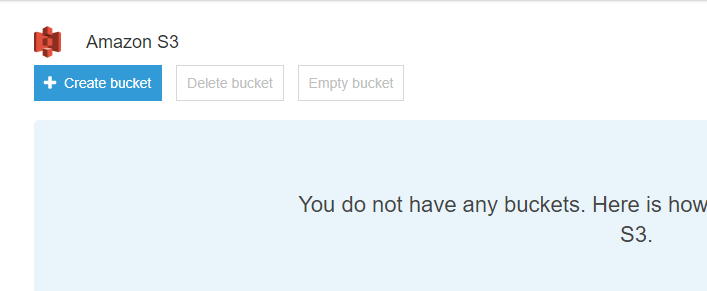 Amazon S3
Create bucket Delete bucket Empty bucket
You do not have any buckets. Here is how
S3.